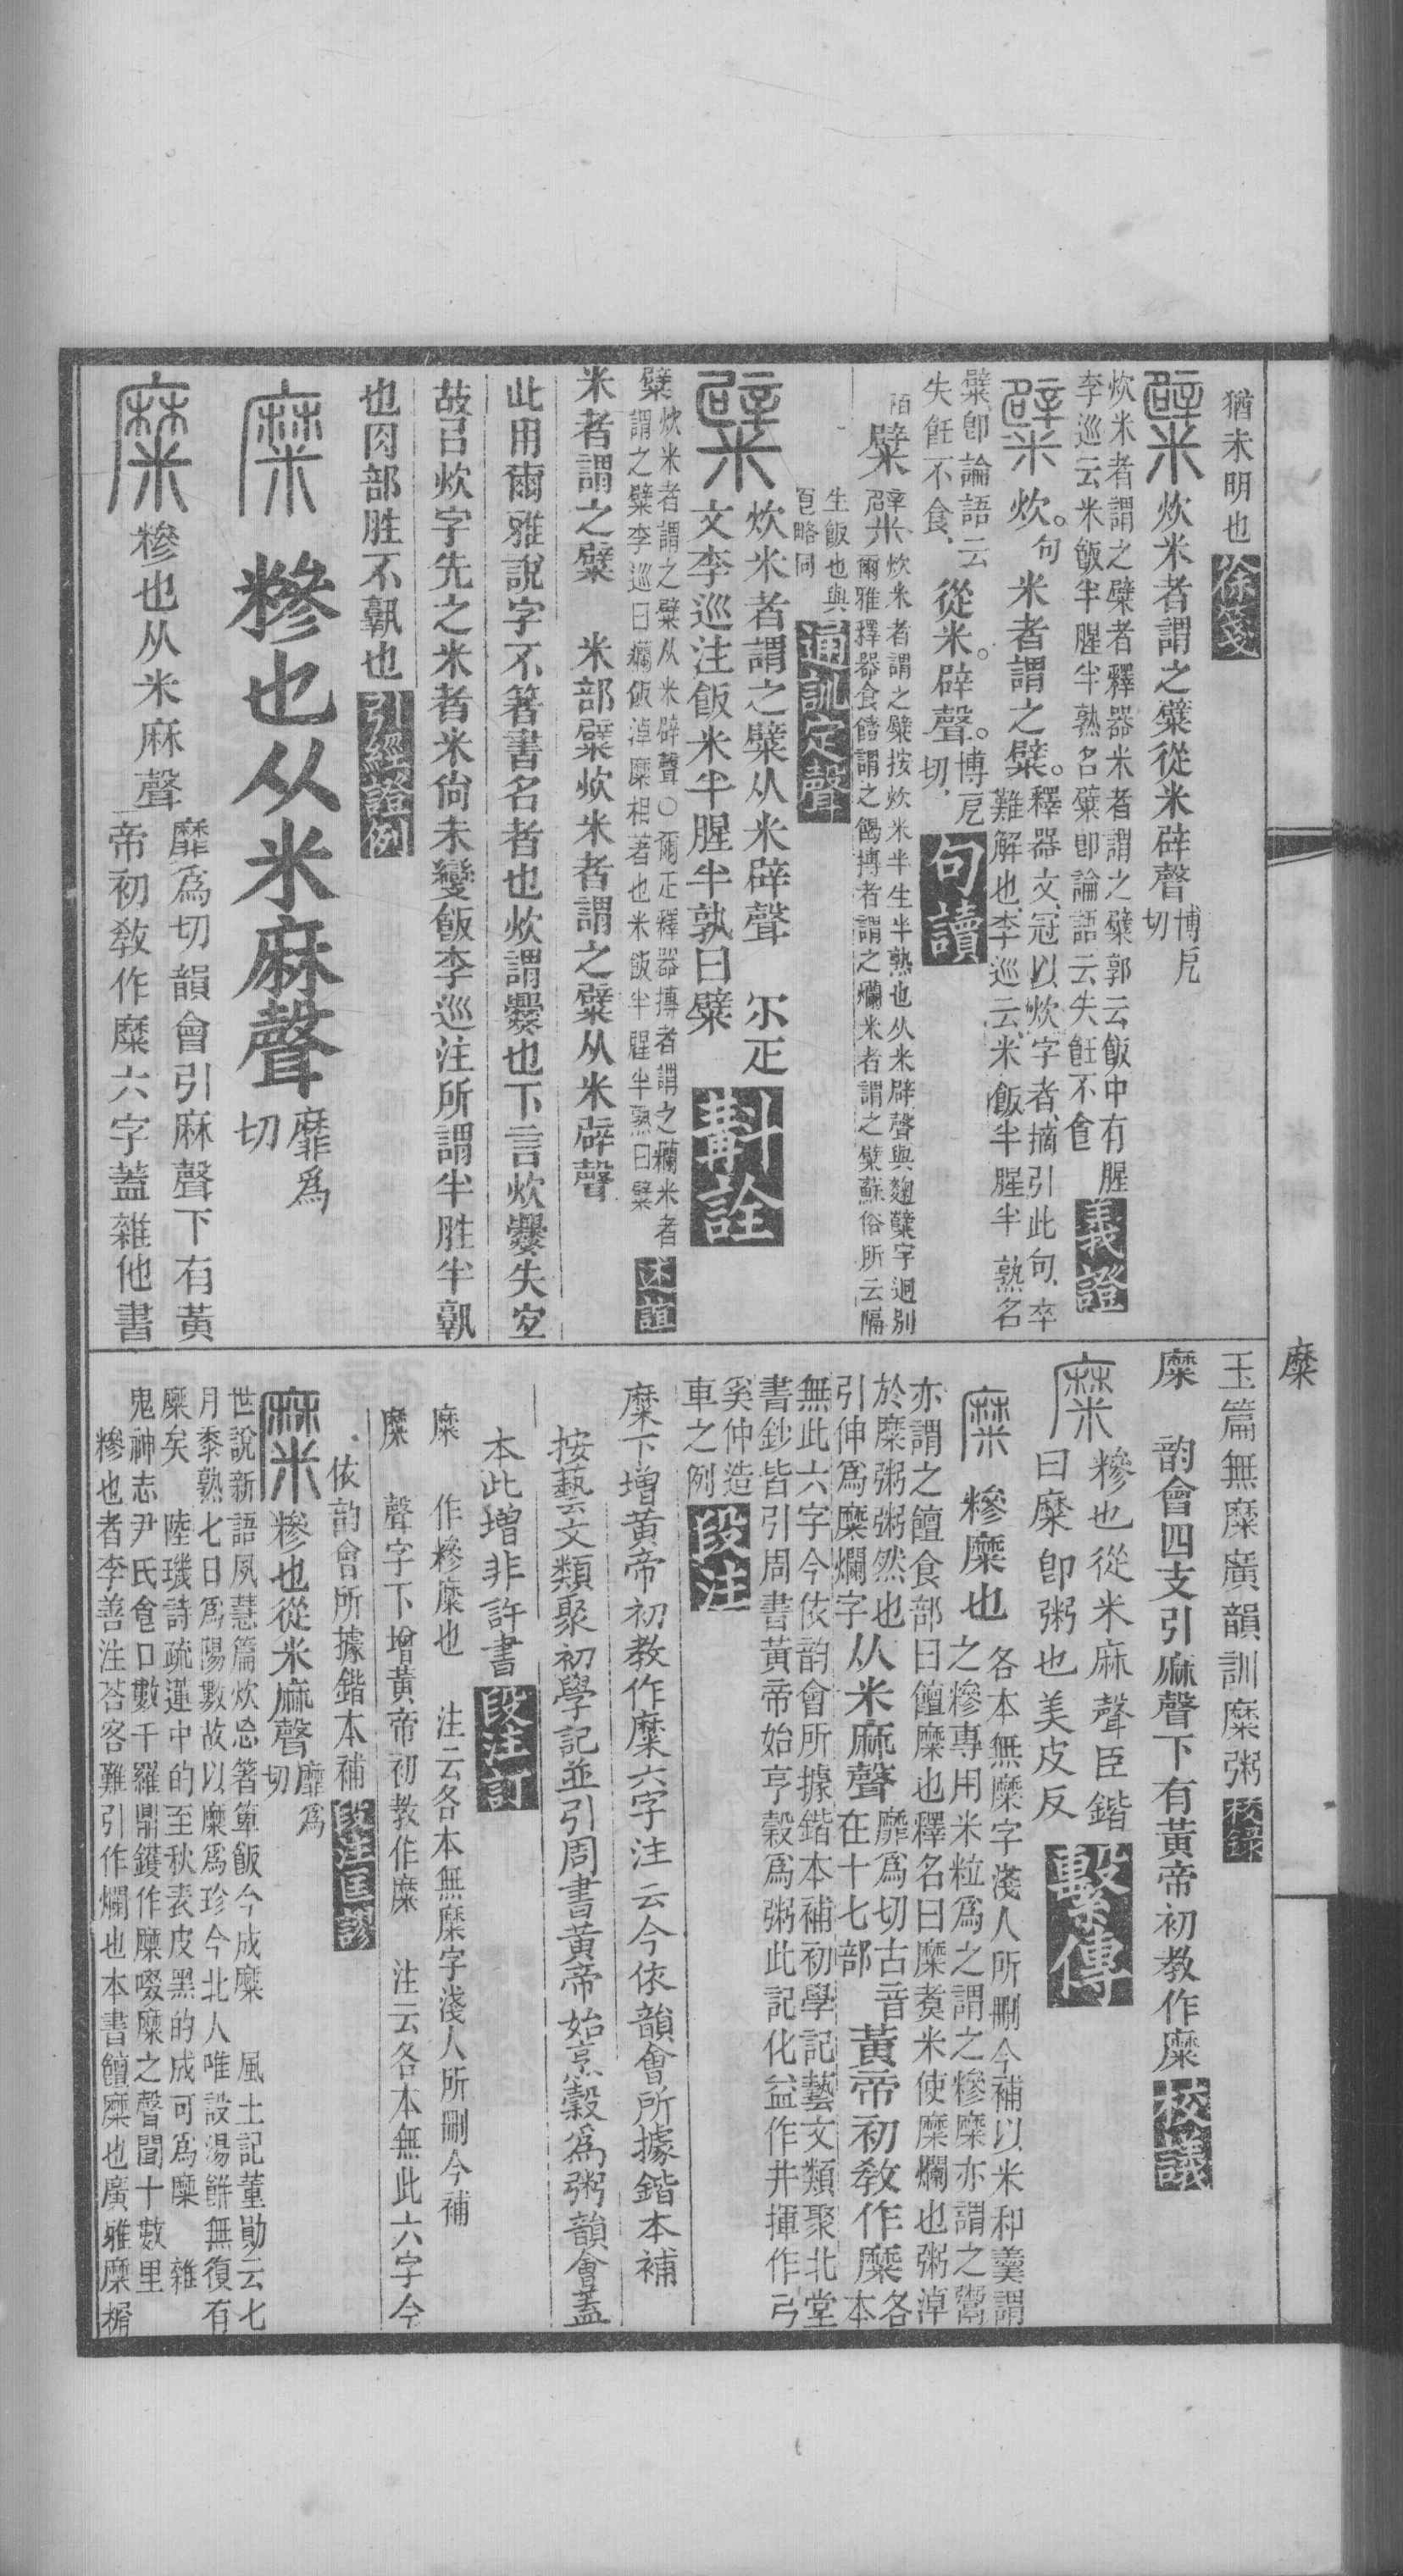 猶未明也徐箋
炊米者謂之糪從米辟聲博戹切
炊米者謂之糪者釋器米者謂之糪郭云飯中有腥
李巡云米飯半腥半熟名糪卽論語云失飪不食義證
炊。句米者謂之糪。釋器文、冠以炊字者、摘引此句、卒
難解也、李巡云、米飯半腥半熟名
糪、卽論語云
失飪不食、從米。辟聲。博戹切、句讀
陌糪
炊米者謂之糪按炊米半生半熟也从米辟聲與麹糵字迥別
爾雅釋器食饐謂之餲摶者謂之糷米者謂之糪蘇俗所云隔
生飯也與
䭆略同通訓定聲
炊米者謂之糪从米辟聲 尒疋
文李巡注飯米半腥半孰曰糪斠詮
糪炊米者謂之糪从米辟聲○爾疋釋器摶者謂之糷米者
謂之糪李巡曰糷飯淖糜相著也米飯半腥半熟曰糪述誼
米者謂之糪 米部糪炊米者謂之糪从米辟聲
此用爾雅說字不箸書名者也炊謂爨也下言炊爨失宜
故㠯炊字先之米者米尙未變飯李巡注所謂半胜半孰
也肉部胜不孰也引經證例
糝也从米麻聲靡爲切
糝也从米麻聲靡爲切韻會引麻聲下有黃
帝初敎作糜六字蓋雜他書
糜
玉篇無糜廣韻訓糜粥校錄
糜 韵會四支引麻聲下有黃帝初教作糜校議
糝也從米麻聲臣鍇
曰糜卽粥也美皮反繫傳
糝糜也各本無糜字淺人所刪今補以米和羹謂
之糝專用米粒爲之謂之糝糜亦謂之鬻
亦謂之饘食部曰饘糜也釋名曰糜煑米使糜爛也粥淖
於糜粥粥然也从米麻聲靡爲切古音在十七部黃帝初敎作糜各本
引伸爲糜爛字
無此六字今依韵會所據鍇本補初學記藝文類聚北堂
書鈔皆引周書黃帝始亨穀爲粥此記化益作井揮作弓
奚仲造
車之例段注
糜下增黃帝初教作糜六字注云今依韻會所據鍇本補
按藝文類聚初學記並引周書黃帝始烹穀爲粥韻會蓋
本此增非許書段注訂
糜 作糝糜也 注云各本無糜字淺人所刪今補
糜 聲字下增黃帝初教作糜 注云各本無此六字今
依韵會所據鍇本補段注匡謬
糝也從米麻聲靡爲切
世說新語夙慧篇炊忘箸箄飯今成糜 風土記董勛云七
月黍熟七日爲陽數故以糜爲珍今北人唯設湯餅無復有
糜矣 陸璣詩疏蓮中的至秋表皮黑的成可爲糜 雜
鬼神志尹氏食口數千羅鼎鑊作糜啜糜之聲聞十數里
糝也者李善注荅客難引作爛也本書饘糜也廣雅糜糏